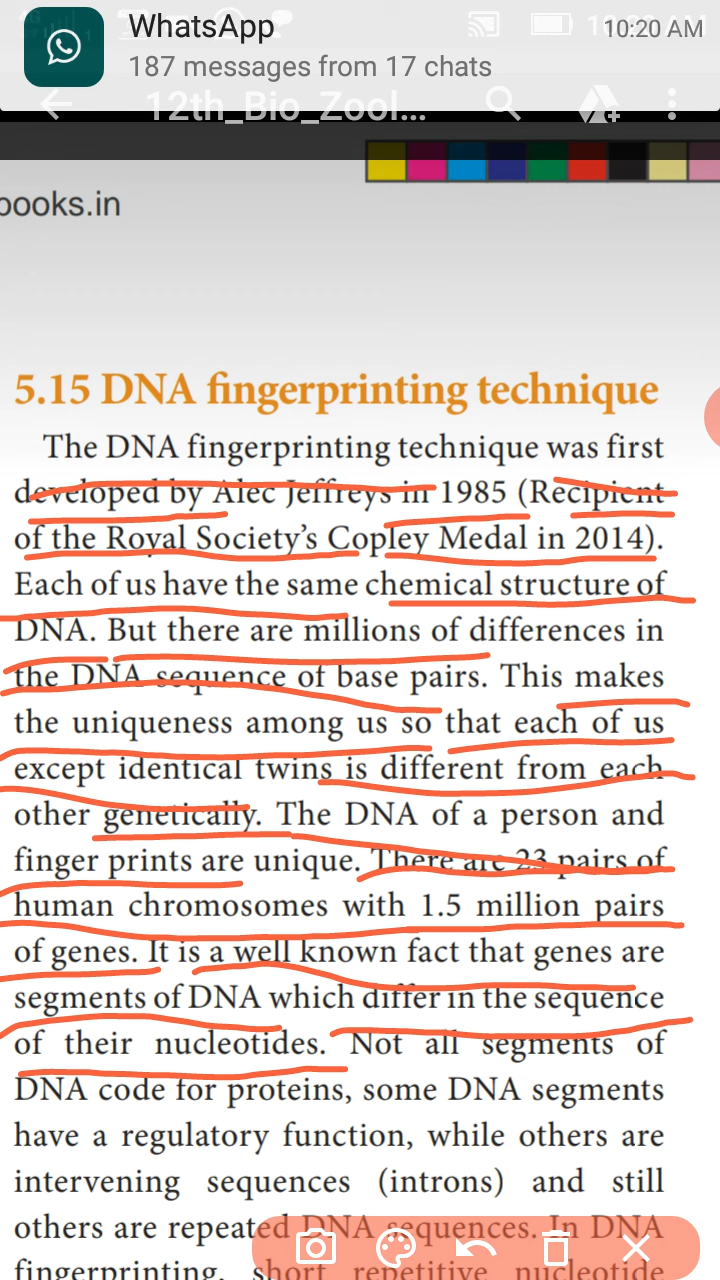 WhatsApp
10:20 AM
187 messages from 17 chats
12th_Bio_Zool...
ooks.in
5.15 DNA fingerprinting technique
The DNA fingerprinting technique was first
developed by Alec Jeffreys in 1985 (Recipient
of the Royal Society's Copley Medal in 2014).
Each of us have the same chemical structure of
DNA. But there are millions of differences in
the DNA sequence of base pairs. This makes
the uniqueness among us so that each of us
except identical twins is different from each
other genetically. The DNA of a person and
finger prints are unique. There are 23 pairs of
human chromosomes with 1.5 million pairs
of genes. It is a well known fact that genes are
segments of DNA which differ in the sequence
of their nucleotides. Not all segments of
DNA code for proteins, some DNA segments
have a regulatory function, while others are
intervening sequences (introns) and still
others are repeated DNA sequences. In DNA
fingerprinting, short repetitive nucleotide